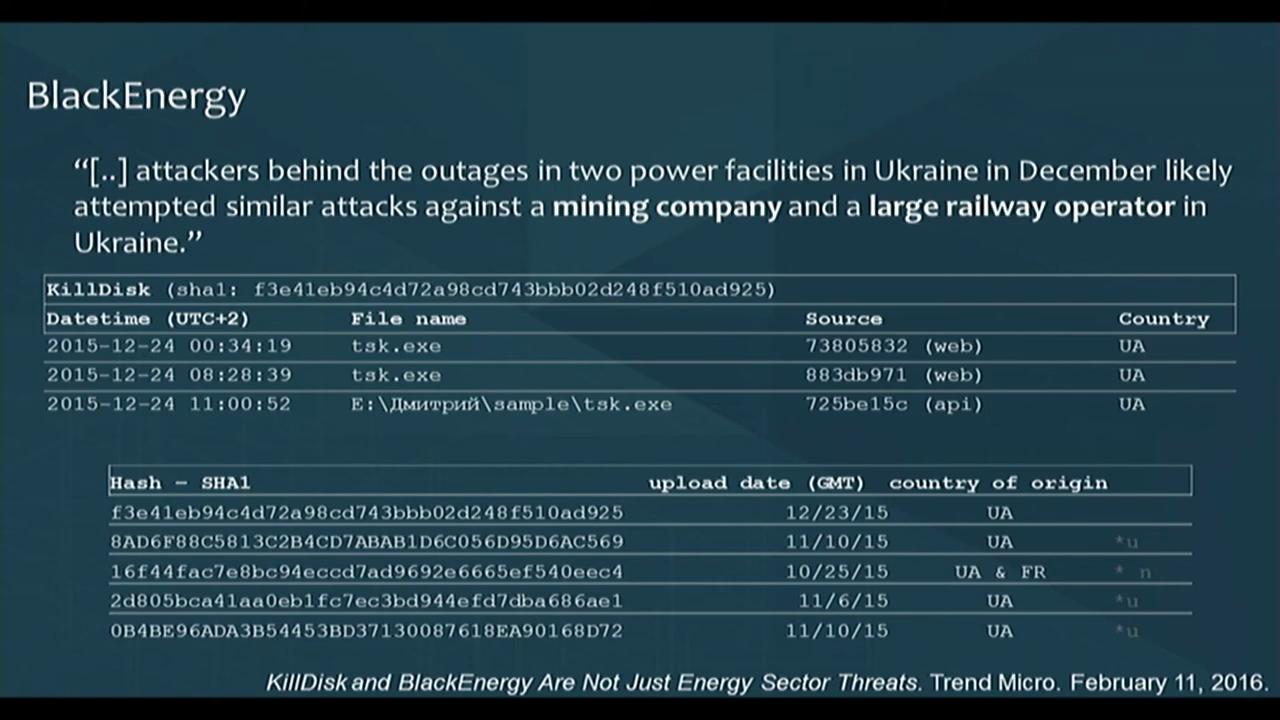 BlackEnergy
“[..] attackers behind the outages in two power facilities in Ukraine in December likely
attempted similar attacks against a mining company and a large railway operator in
Ukraine.”
KillDisk (sha1: f3e41eb94c4d72a98cd743bbb02d248f510ad925)
Datetime (UTC+2) File name Source Country
2015-12-24 00:34:19 tsk.exe 73805832 (web) UA
2015-12-24 08:28:39 tsk.exe 883db971 (web) UA
2015-12-24 11:00:52 E:\Дмитрий\sample\tsk.exe 725be15c (api) UA
Hash – SHA1 upload date (GMT) country of origin
f3e41eb94c4d72a98cd743bbb02d248f510ad925 12/23/15 UA
8AD6F88C5813C2B4CD7ABAB1D6C056D95D6AC569 11/10/15 UA *u
16f44fac7e8bc94eccd7ad9692e6665ef540eec4 10/25/15 UA & FR * n
2d805bca41aa0eb1fc7ec3bd944efd7dba686ae1 11/6/15 UA *u
0B4BE96ADA3B54453BD37130087618EA90168D72 11/10/15 UA *u
KillDisk and BlackEnergy Are Not Just Energy Sector Threats. Trend Micro. February 11, 2016.